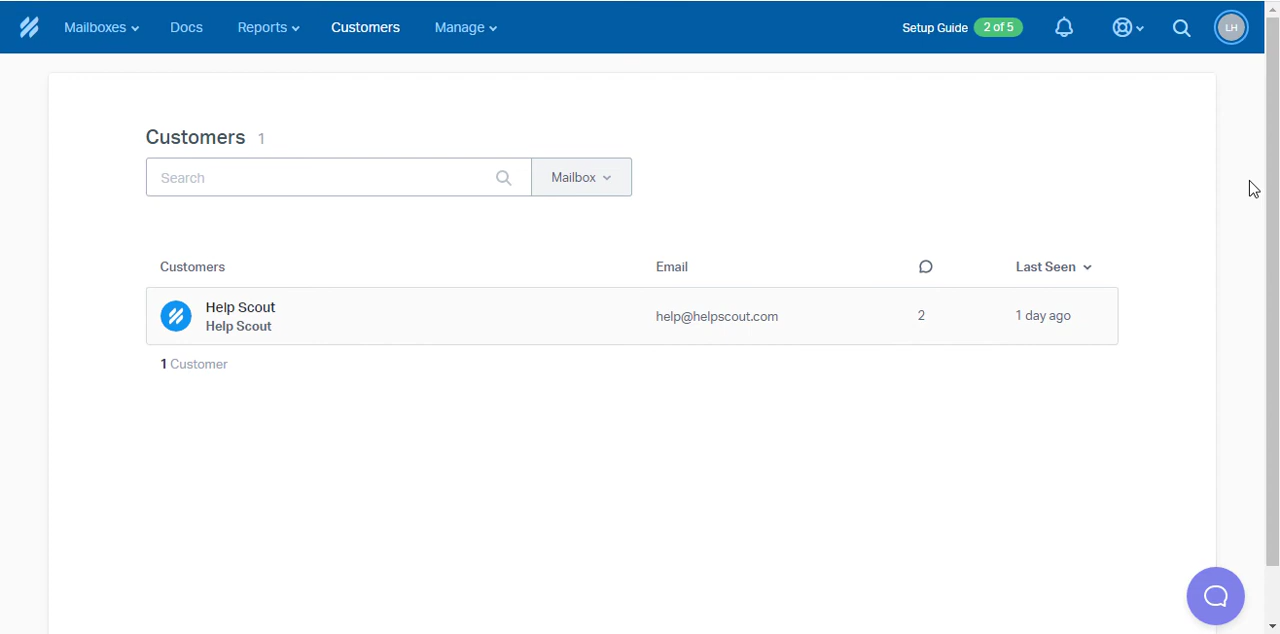 Mailboxes Docs Reports Customers Manage Setup Guide 2 of 5 LH
Customers 1
Search Mailbox
Customers Email Last Seen
Help Scout
Help Scout help@helpscout.com 2 1 day ago
1 Customer